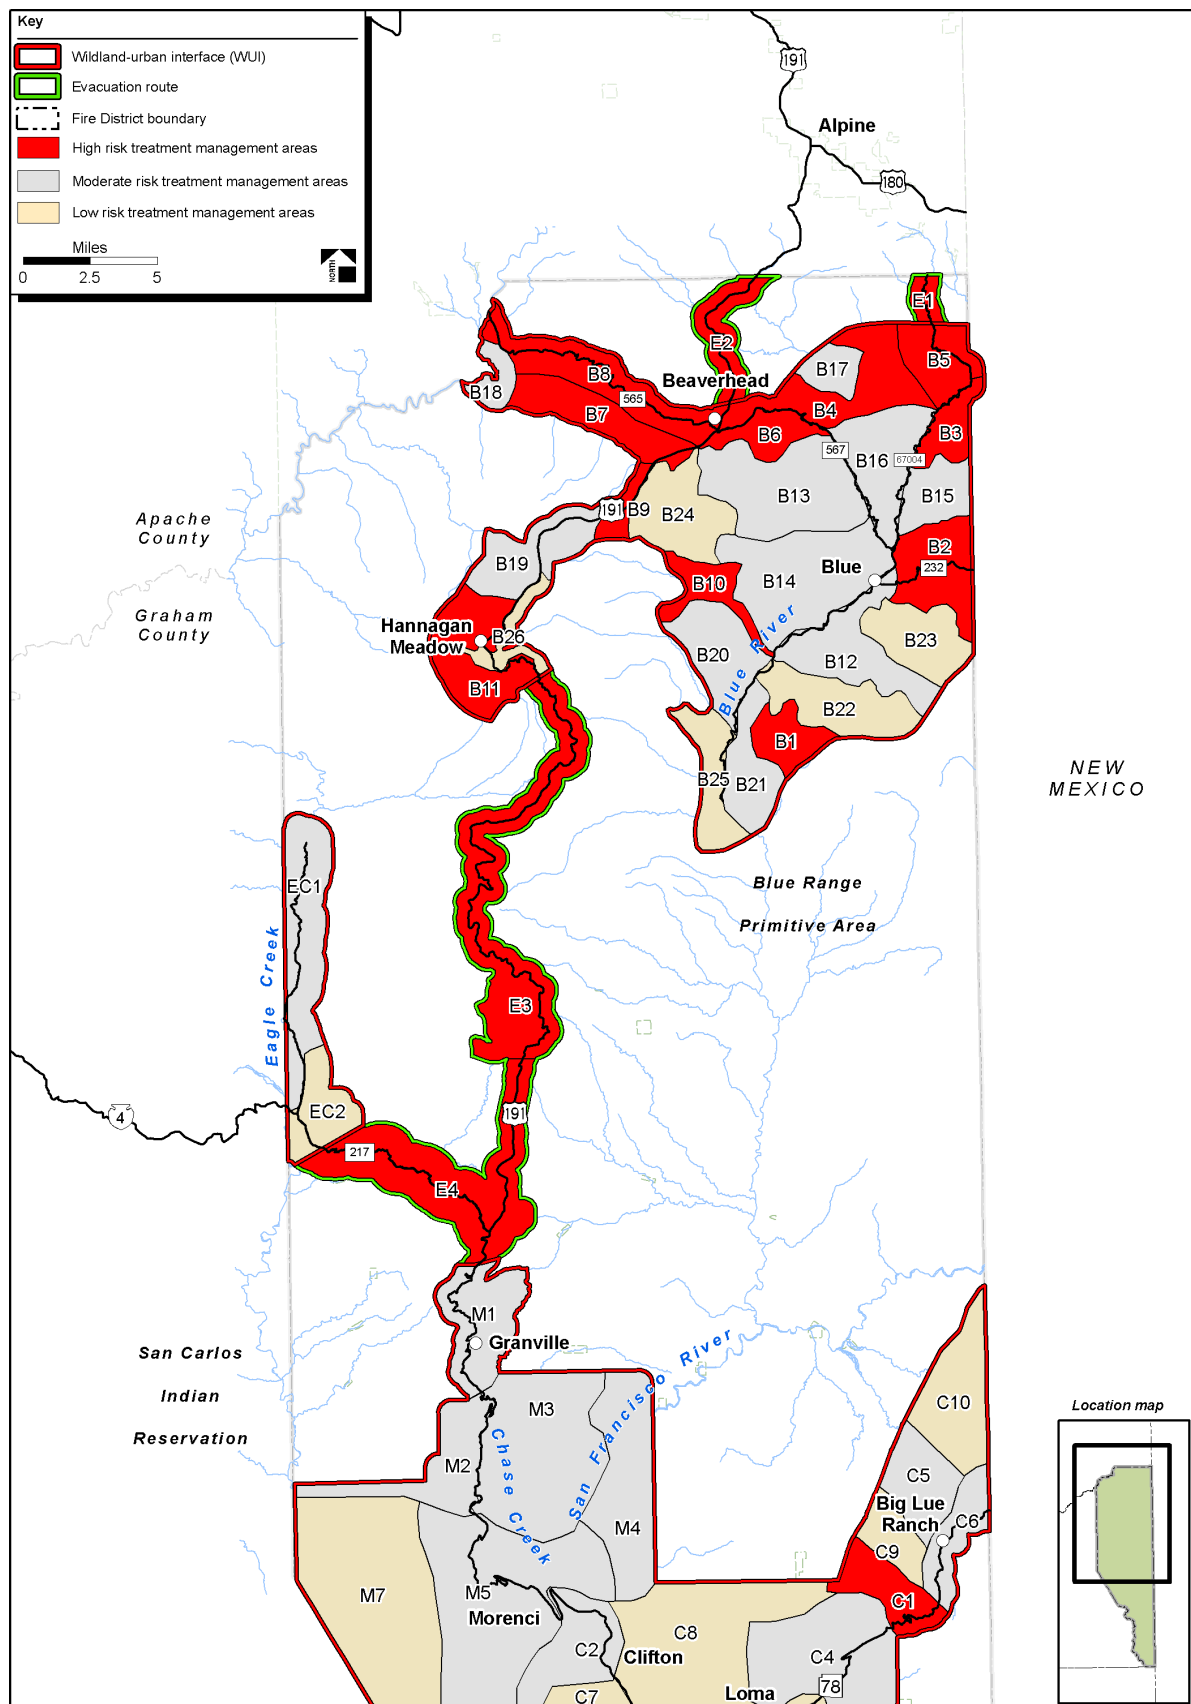 Key
Wildland-urban interface (WUI)
Evacuation route
Fire District boundary
High risk treatment management areas
Moderate risk treatment management areas
Low risk treatment management areas
Miles
0 2.5 5
NORTH
191
Alpine
180
E1
E2
B5
B17
B8
Beaverhead
B18
565
B4
B7
B3
B6
567
B16
67004
B15
B13
191
B9
B24
Apache
County
B2
B19
Blue
232
B10
B14
Graham
County
Hannagan
Meadow
B26
B23
B20
Blue River
B12
B11
B22
B1
NEW
MEXICO
B25
B21
EC1
Blue Range
Primitive Area
Eagle Creek
E3
EC2
191
4
217
E4
M1
Granville
San Carlos
Indian
Reservation
San Francisco River
C10
M3
Location map
Chase Creek
M2
C5
Big Lue
Ranch
C6
M4
C9
M7
M5
C1
Morenci
C8
C2
Clifton
C4
78
C7
Loma